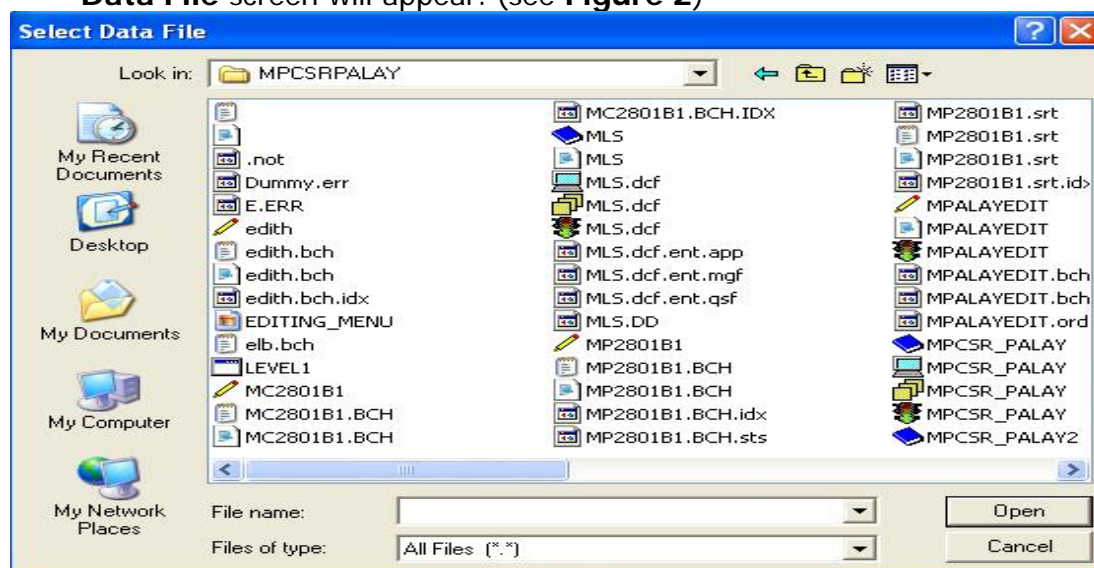 Data File screen will appear. (see Figure 2)
Select Data File
Look in: MPCSRPALAY
My Recent
Documents
Desktop
My Documents
My Computer
My Network
Places
.not
Dummy.err
E.ERR
edith
edith.bch
edith.bch
edith.bch.idx
EDITING_MENU
elb.bch
LEVEL1
MC2801B1
MC2801B1.BCH
MC2801B1.BCH
MC2801B1.BCH.IDX
MLS
MLS
MLS.dcf
MLS.dcf
MLS.dcf
MLS.dcf.ent.app
MLS.dcf.ent.mgf
MLS.dcf.ent.qsf
MLS.DD
MP2801B1
MP2801B1.BCH
MP2801B1.BCH
MP2801B1.BCH.idx
MP2801B1.BCH.sts
MP2801B1.srt
MP2801B1.srt
MP2801B1.srt
MP2801B1.srt.id
MPALAYEDIT
MPALAYEDIT
MPALAYEDIT
MPALAYEDIT.bch
MPALAYEDIT.bch
MPALAYEDIT.ord
MPCSR_PALAY
MPCSR_PALAY
MPCSR_PALAY
MPCSR_PALAY
MPCSR_PALAY2
File name:
Open
Files of type: All Files (*.*)
Cancel